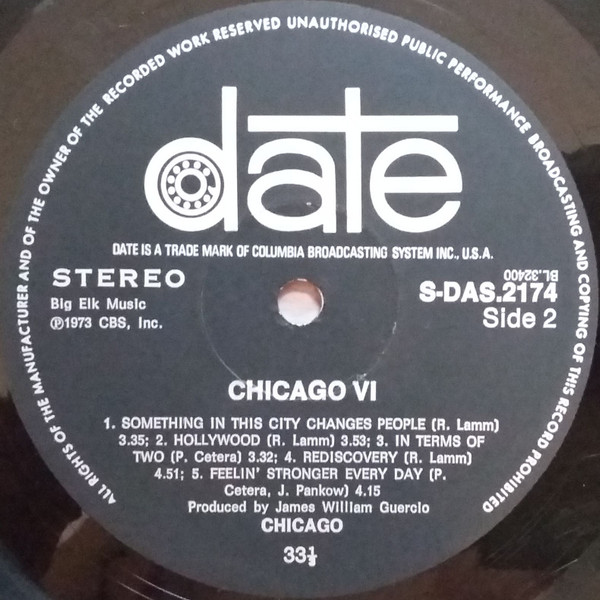 ALL RIGHTS OF THE MANUFACTURER AND OF THE OWNER OF THE RECORDED WORK RESERVED UNAUTHORISED PUBLIC PERFORMANCE BROADCASTING AND COPYING OF THIS RECORD PROHIBITED
date
DATE IS A TRADE MARK OF COLUMBIA BROADCASTING SYSTEM INC., U.S.A.
STEREO
Big Elk Music
℗1973 CBS, Inc.
BL.32400
S-DAS.2174
Side 2
CHICAGO VI
1. SOMETHING IN THIS CITY CHANGES PEOPLE (R. Lamm)
3.35; 2. HOLLYWOOD (R. Lamm) 3.53; 3. IN TERMS OF
TWO (P. Cetera) 3.32; 4. REDISCOVERY (R. Lamm)
4.51; 5. FEELIN' STRONGER EVERY DAY (P.
Cetera, J. Pankow) 4.15
Produced by James William Guercio
CHICAGO
33⅓